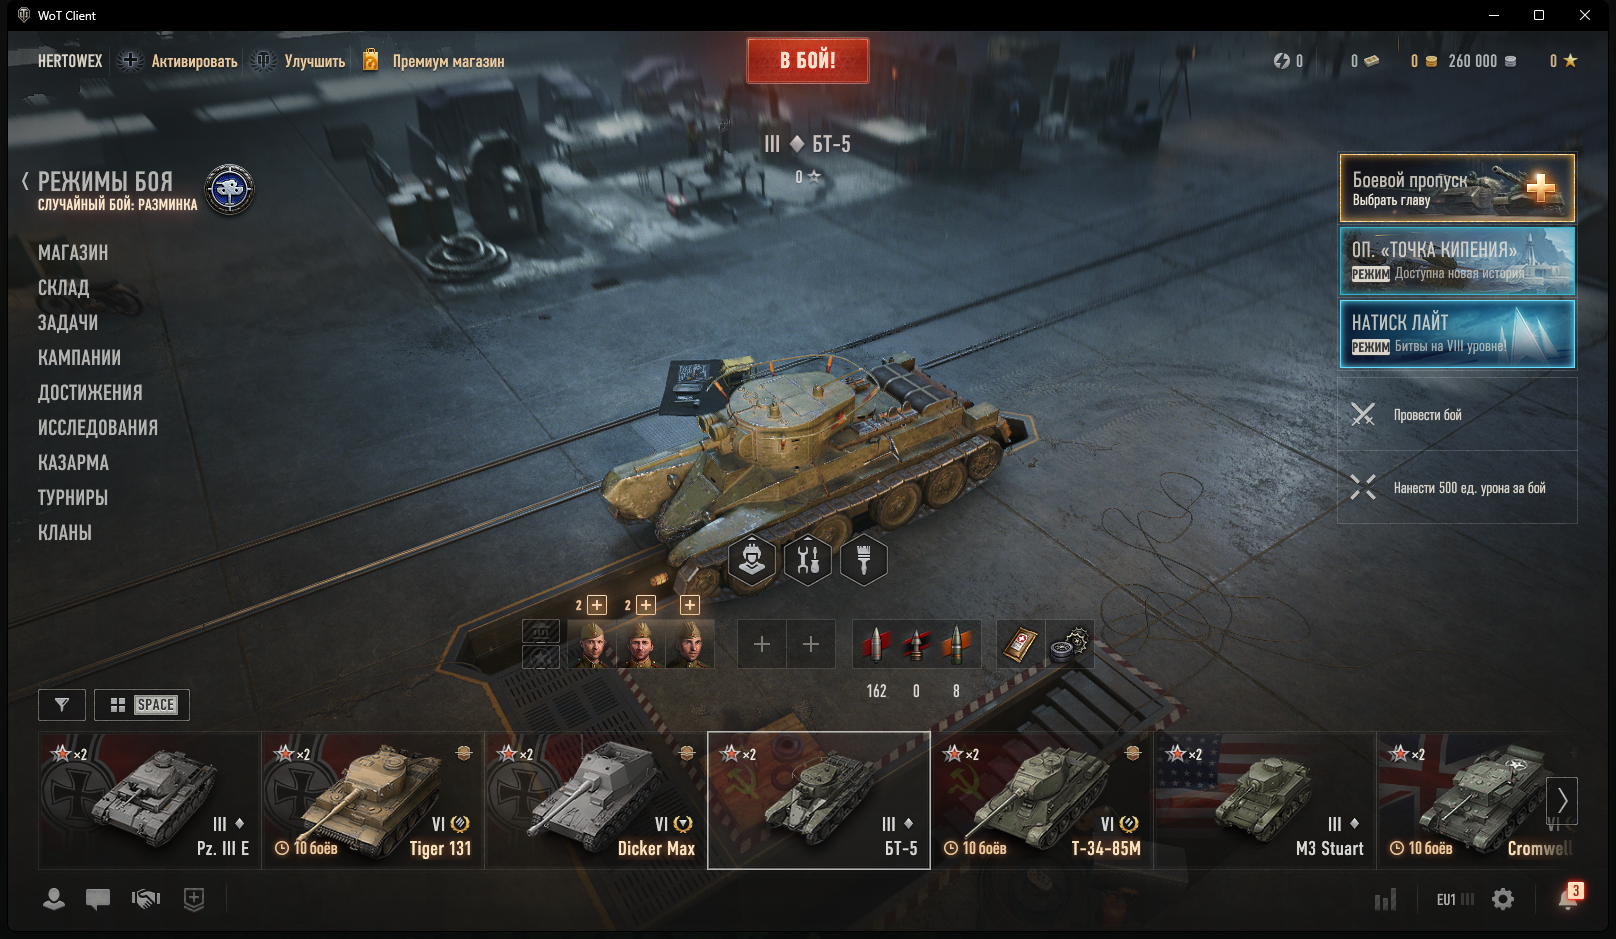 WoT Client
HERTOWEX Активировать Улучшить Премиум магазин
В БОЙ!
0 0 0 260 000 0
III БТ-5
0
РЕЖИМЫ БОЯ
СЛУЧАЙНЫЙ БОЙ: РАЗМИНКА
МАГАЗИН
СКЛАД
ЗАДАЧИ
КАМПАНИИ
ДОСТИЖЕНИЯ
ИССЛЕДОВАНИЯ
КАЗАРМА
ТУРНИРЫ
КЛАНЫ
Боевой пропуск
Выбрать главу
ОП. «ТОЧКА КИПЕНИЯ»
РЕЖИМ Доступна новая история
НАТИСК ЛАЙТ
РЕЖИМ Битвы на VIII уровне!
Провести бой
Нанести 500 ед. урона за бой
2 2
162 0 8
SPACE
×2
III
Pz. III E
×2
VI
10 боёв Tiger 131
×2
VI
Dicker Max
×2
III
БТ-5
×2
VI
10 боёв Т-34-85М
×2
III
M3 Stuart
×2
VI
10 боёв Cromwell
EU1
3